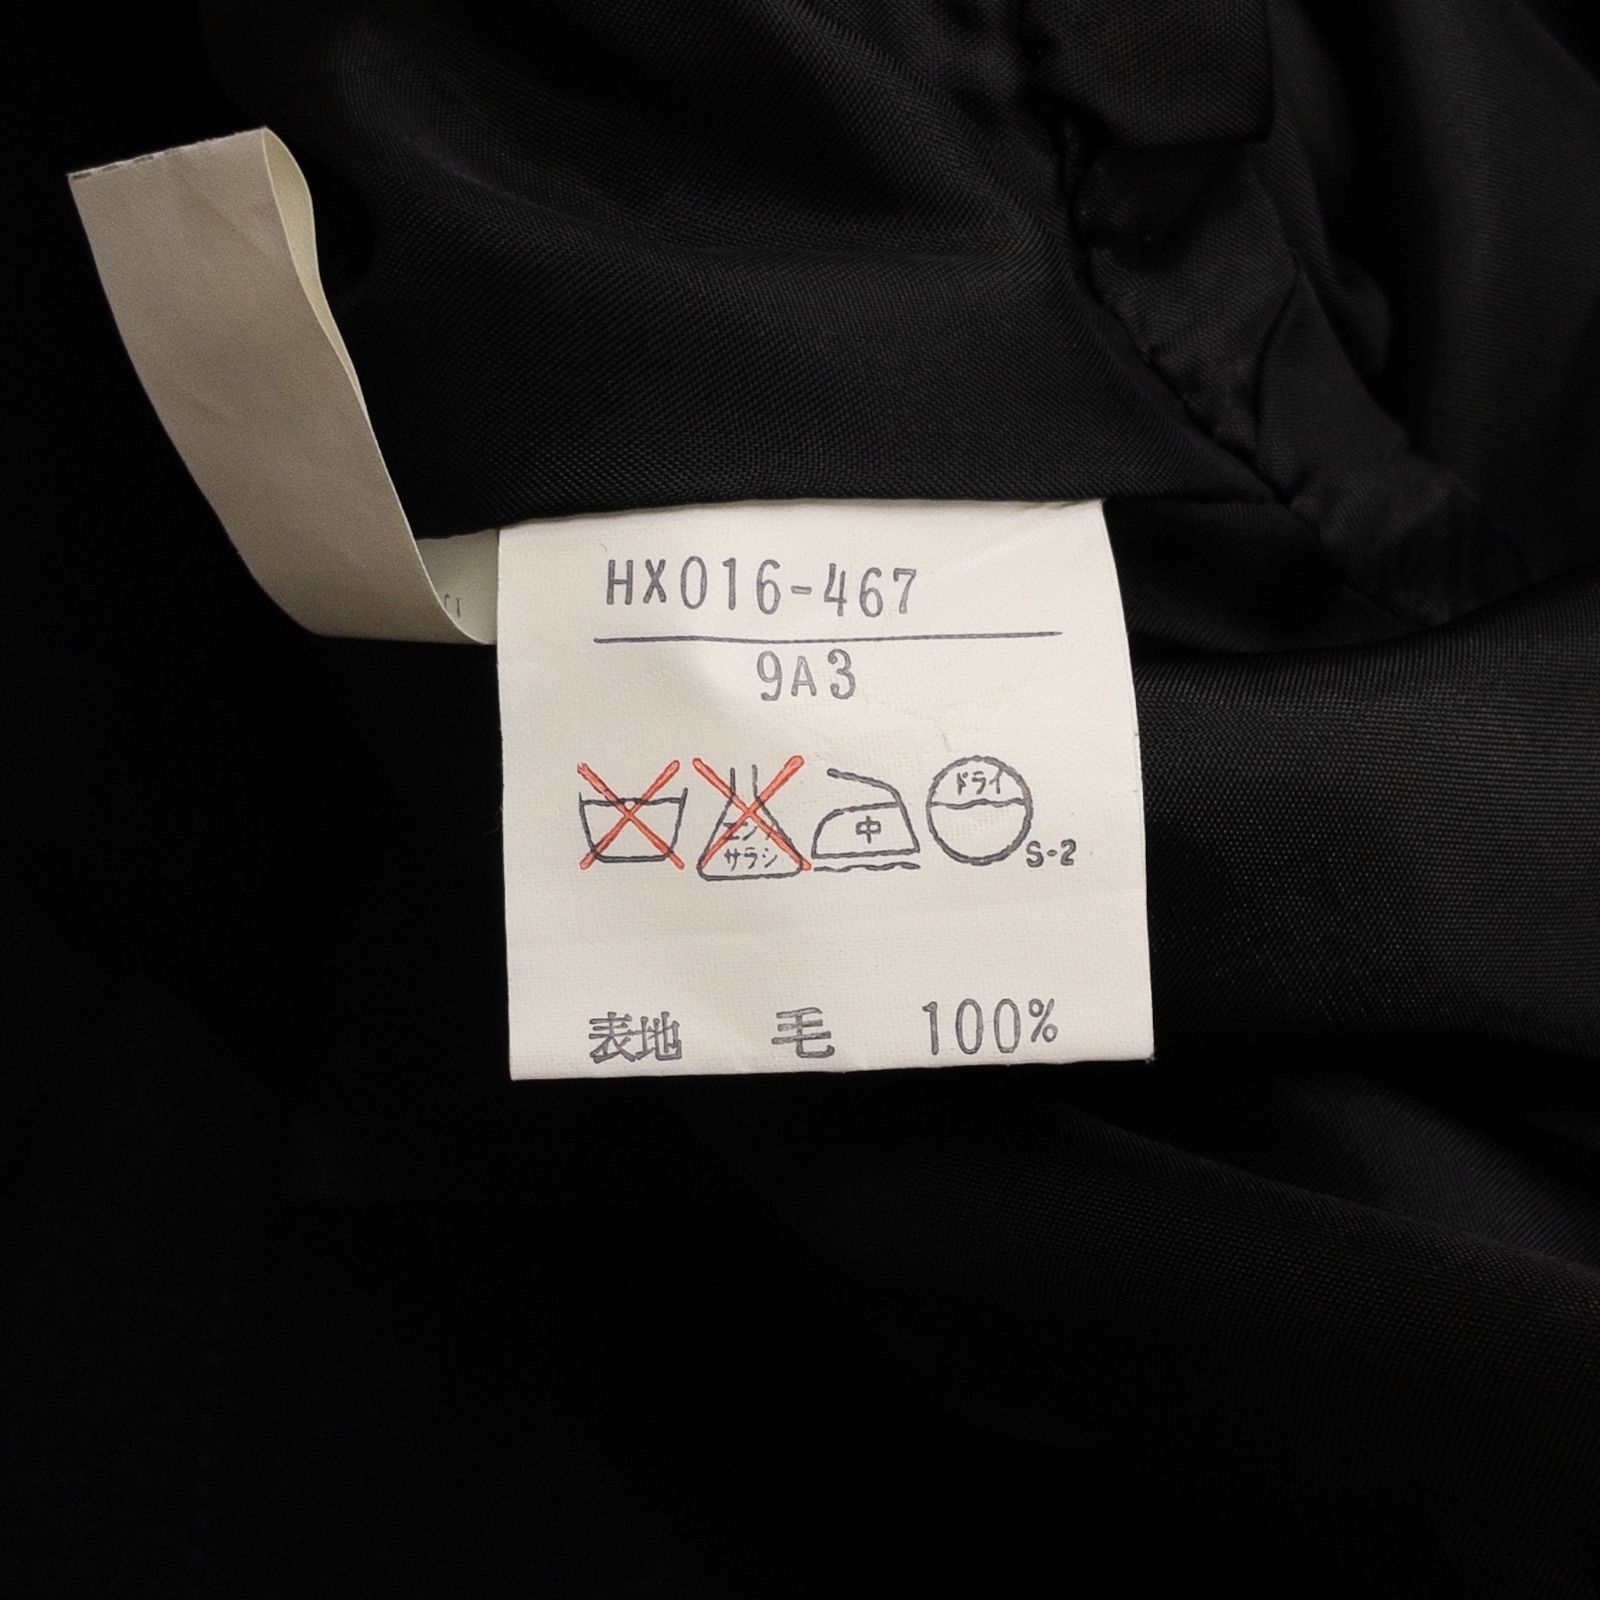 HX016-467
9A3
エンソ サラシ 中 ドライ S-2
表地 毛 100%